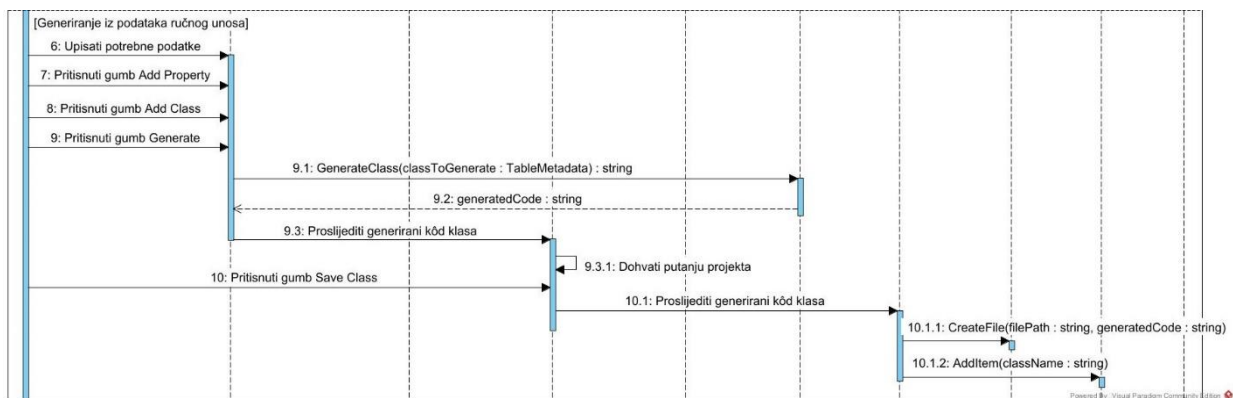 [Generiranje iz podataka ručnog unosa]
6: Upisati potrebne podatke
7: Pritisnuti gumb Add Property
8: Pritisnuti gumb Add Class
9: Pritisnuti gumb Generate
9.1: GenerateClass(classToGenerate : TableMetadata) : string
9.2: generatedCode : string
9.3: Proslijediti generirani kôd klasa
9.3.1: Dohvati putanju projekta
10: Pritisnuti gumb Save Class
10.1: Proslijediti generirani kôd klasa
10.1.1: CreateFile(filePath : string, generatedCode : string)
10.1.2: AddItem(className : string)
Powered By Visual Paradigm Community Edition